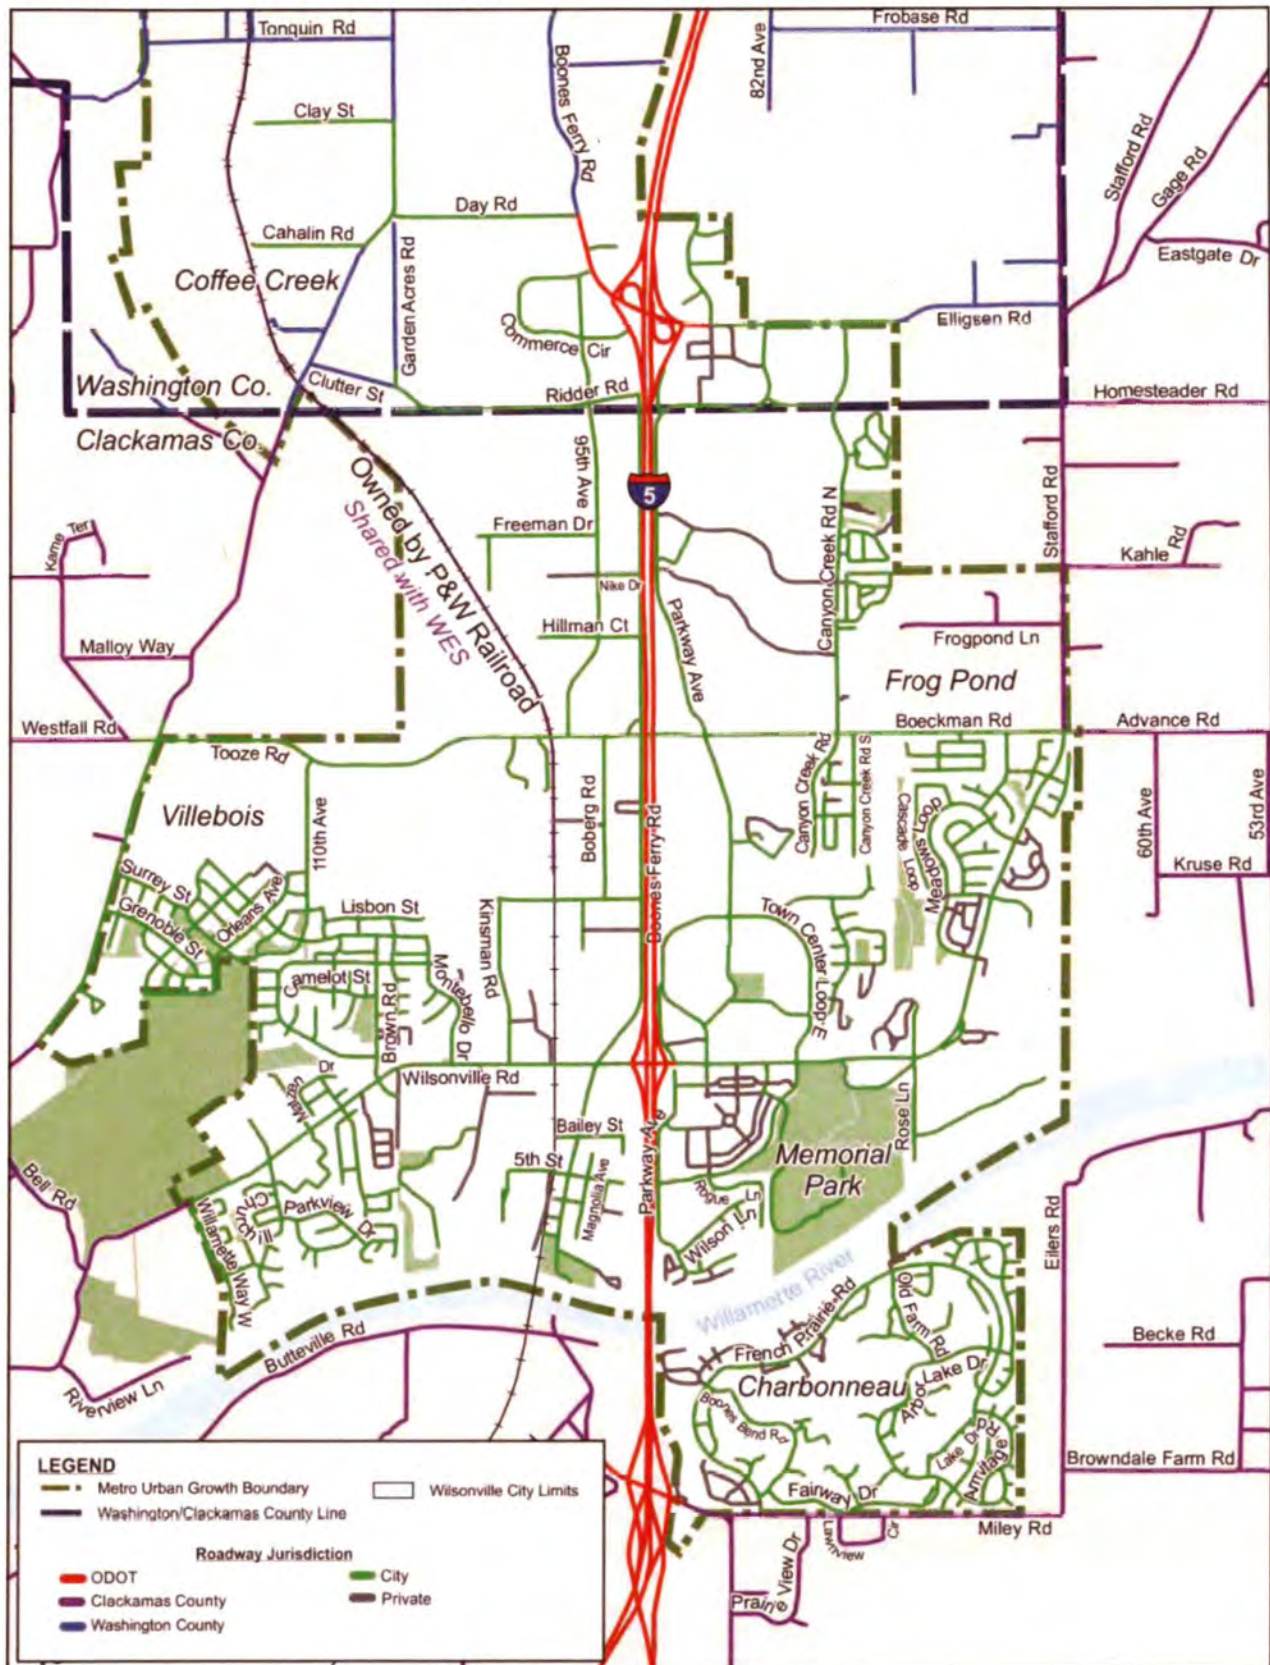 Tonquin Rd
Boones Ferry Rd
82nd Ave
Frobase Rd
Clay St
Stafford Rd
Gage Rd
Day Rd
Cahalin Rd
Eastgate Dr
Coffee Creek
Garden Acres Rd
Commerce Cir
Elligsen Rd
Washington Co.
Clutter St
Ridder Rd
Homesteader Rd
Clackamas Co.
95th Ave
5
Owned by P&W Railroad
Shared with WES
Canyon Creek Rd N
Stafford Rd
Kame Ter
Freeman Dr
Kahle Rd
Nike Dr
Parkway Ave
Hillman Ct
Frogpond Ln
Malloy Way
Frog Pond
Westfall Rd
Boeckman Rd
Advance Rd
Tooze Rd
Canyon Creek Rd
Canyon Creek Rd S
Villebois
110th Ave
Boberg Rd
Boones Ferry Rd
Cascade Loop
Meadows Loop
60th Ave
53rd Ave
Kruse Rd
Surrey St
Orleans Ave
Grenoble St
Lisbon St
Kinsman Rd
Town Center Loop E
Camelot St
Montebello Dr
Brown Rd
Wilsonville Rd
Metolius Dr
Rose Ln
Bailey St
Parkway Ave
Memorial
Park
5th St
Magnolia Ave
Rogue Ln
Bell Rd
Churchill
Parkview Dr
Willamette Way W
Wilson Ln
Eilers Rd
Willamette River
Butteville Rd
French Prairie Rd
Old Farm Rd
Becke Rd
Riverview Ln
Charbonneau
Arbor Lake Dr
Boones Bend Rd
Lake Dr
Armitage Rd
Browndale Farm Rd
Fairway Dr
Miley Rd
Lawnview Cir
Prairie View Dr
LEGEND
Metro Urban Growth Boundary
Wilsonville City Limits
Washington/Clackamas County Line
Roadway Jurisdiction
ODOT
City
Clackamas County
Private
Washington County